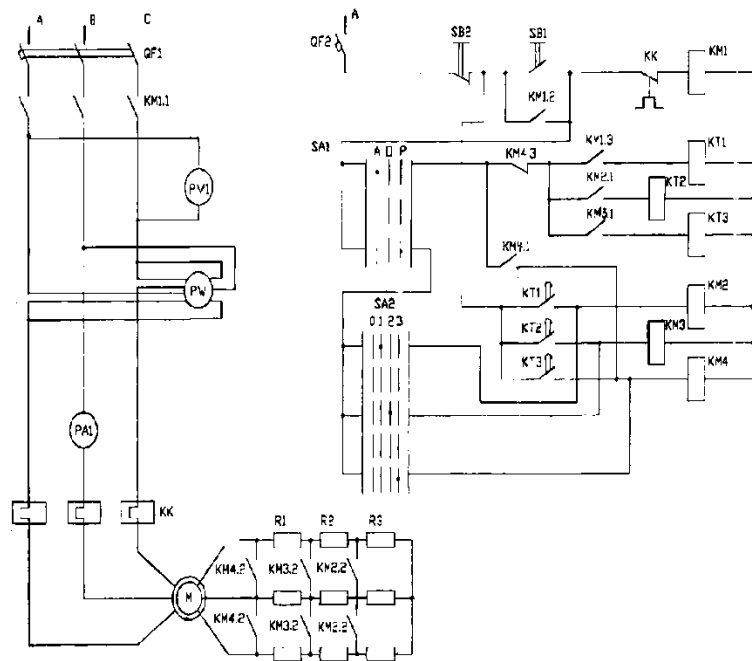 A B C
QF1
KM1.1
PV1
PW
PA1
KK
M
R1 R2 R3
KM4.2 KM3.2 KM2.2
KM4.2 KM3.2 KM2.2
A
QF2
SB2 SB1
KK
KM1
KM1.2
SA1
A 0 P
KM4.3
KM1.3
KT1
KM2.1
KT2
KM3.1
KT3
KM4.1
SA2
0 1 2 3
KT1
KM2
KT2
KM3
KT3
KM4